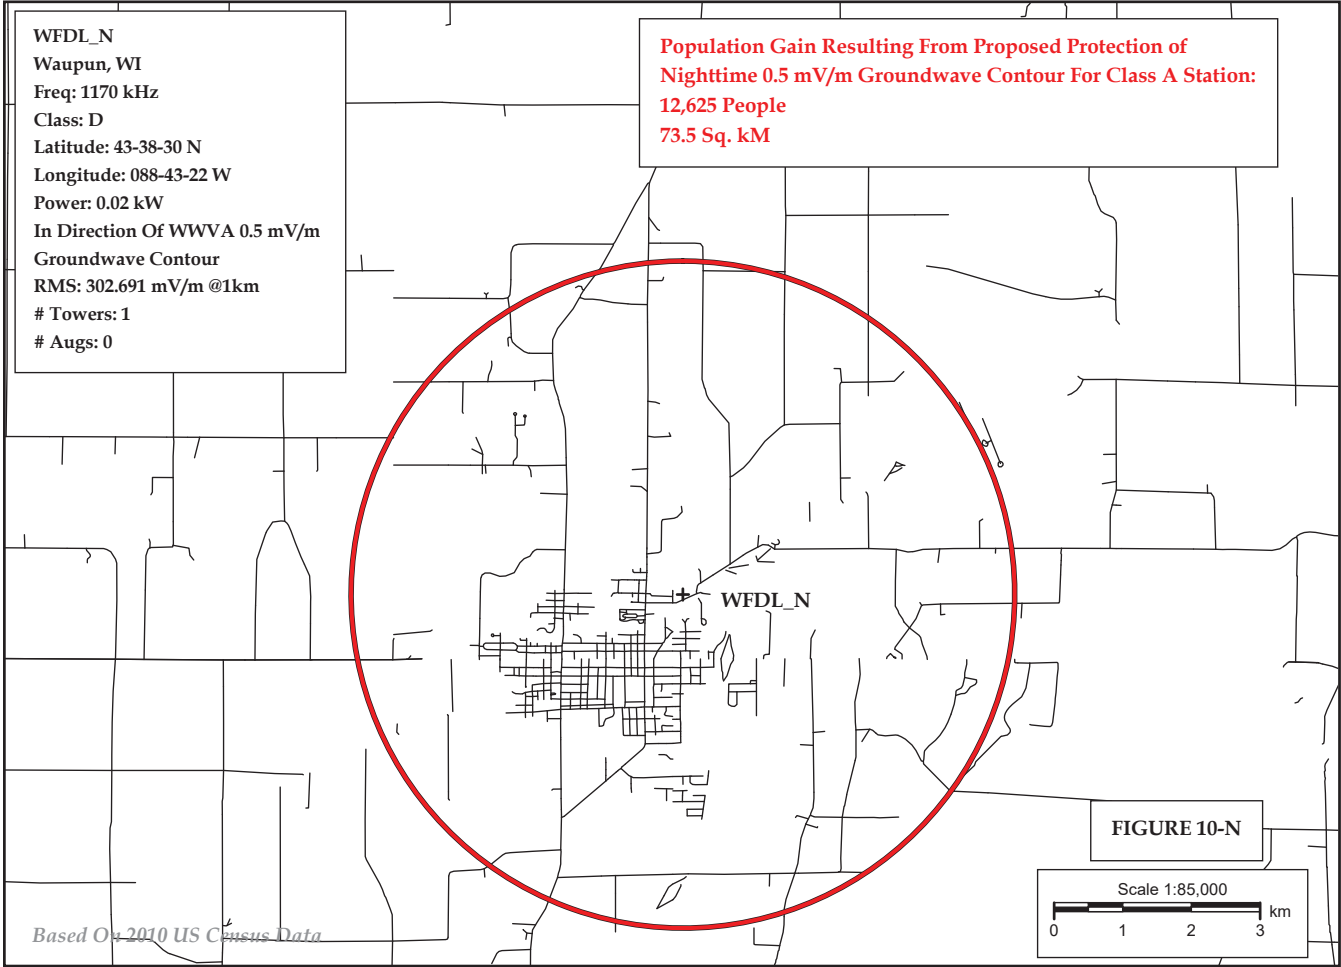 WFDL_N
Waupun, WI
Freq: 1170 kHz
Class: D
Latitude: 43-38-30 N
Longitude: 088-43-22 W
Power: 0.02 kW
In Direction Of WWVA 0.5 mV/m
Groundwave Contour
RMS: 302.691 mV/m @1km
# Towers: 1
# Augs: 0
Population Gain Resulting From Proposed Protection of
Nighttime 0.5 mV/m Groundwave Contour For Class A Station:
12,625 People
73.5 Sq. kM
WFDL_N
FIGURE 10-N
Scale 1:85,000
km
0 1 2 3
Based On 2010 US Census Data